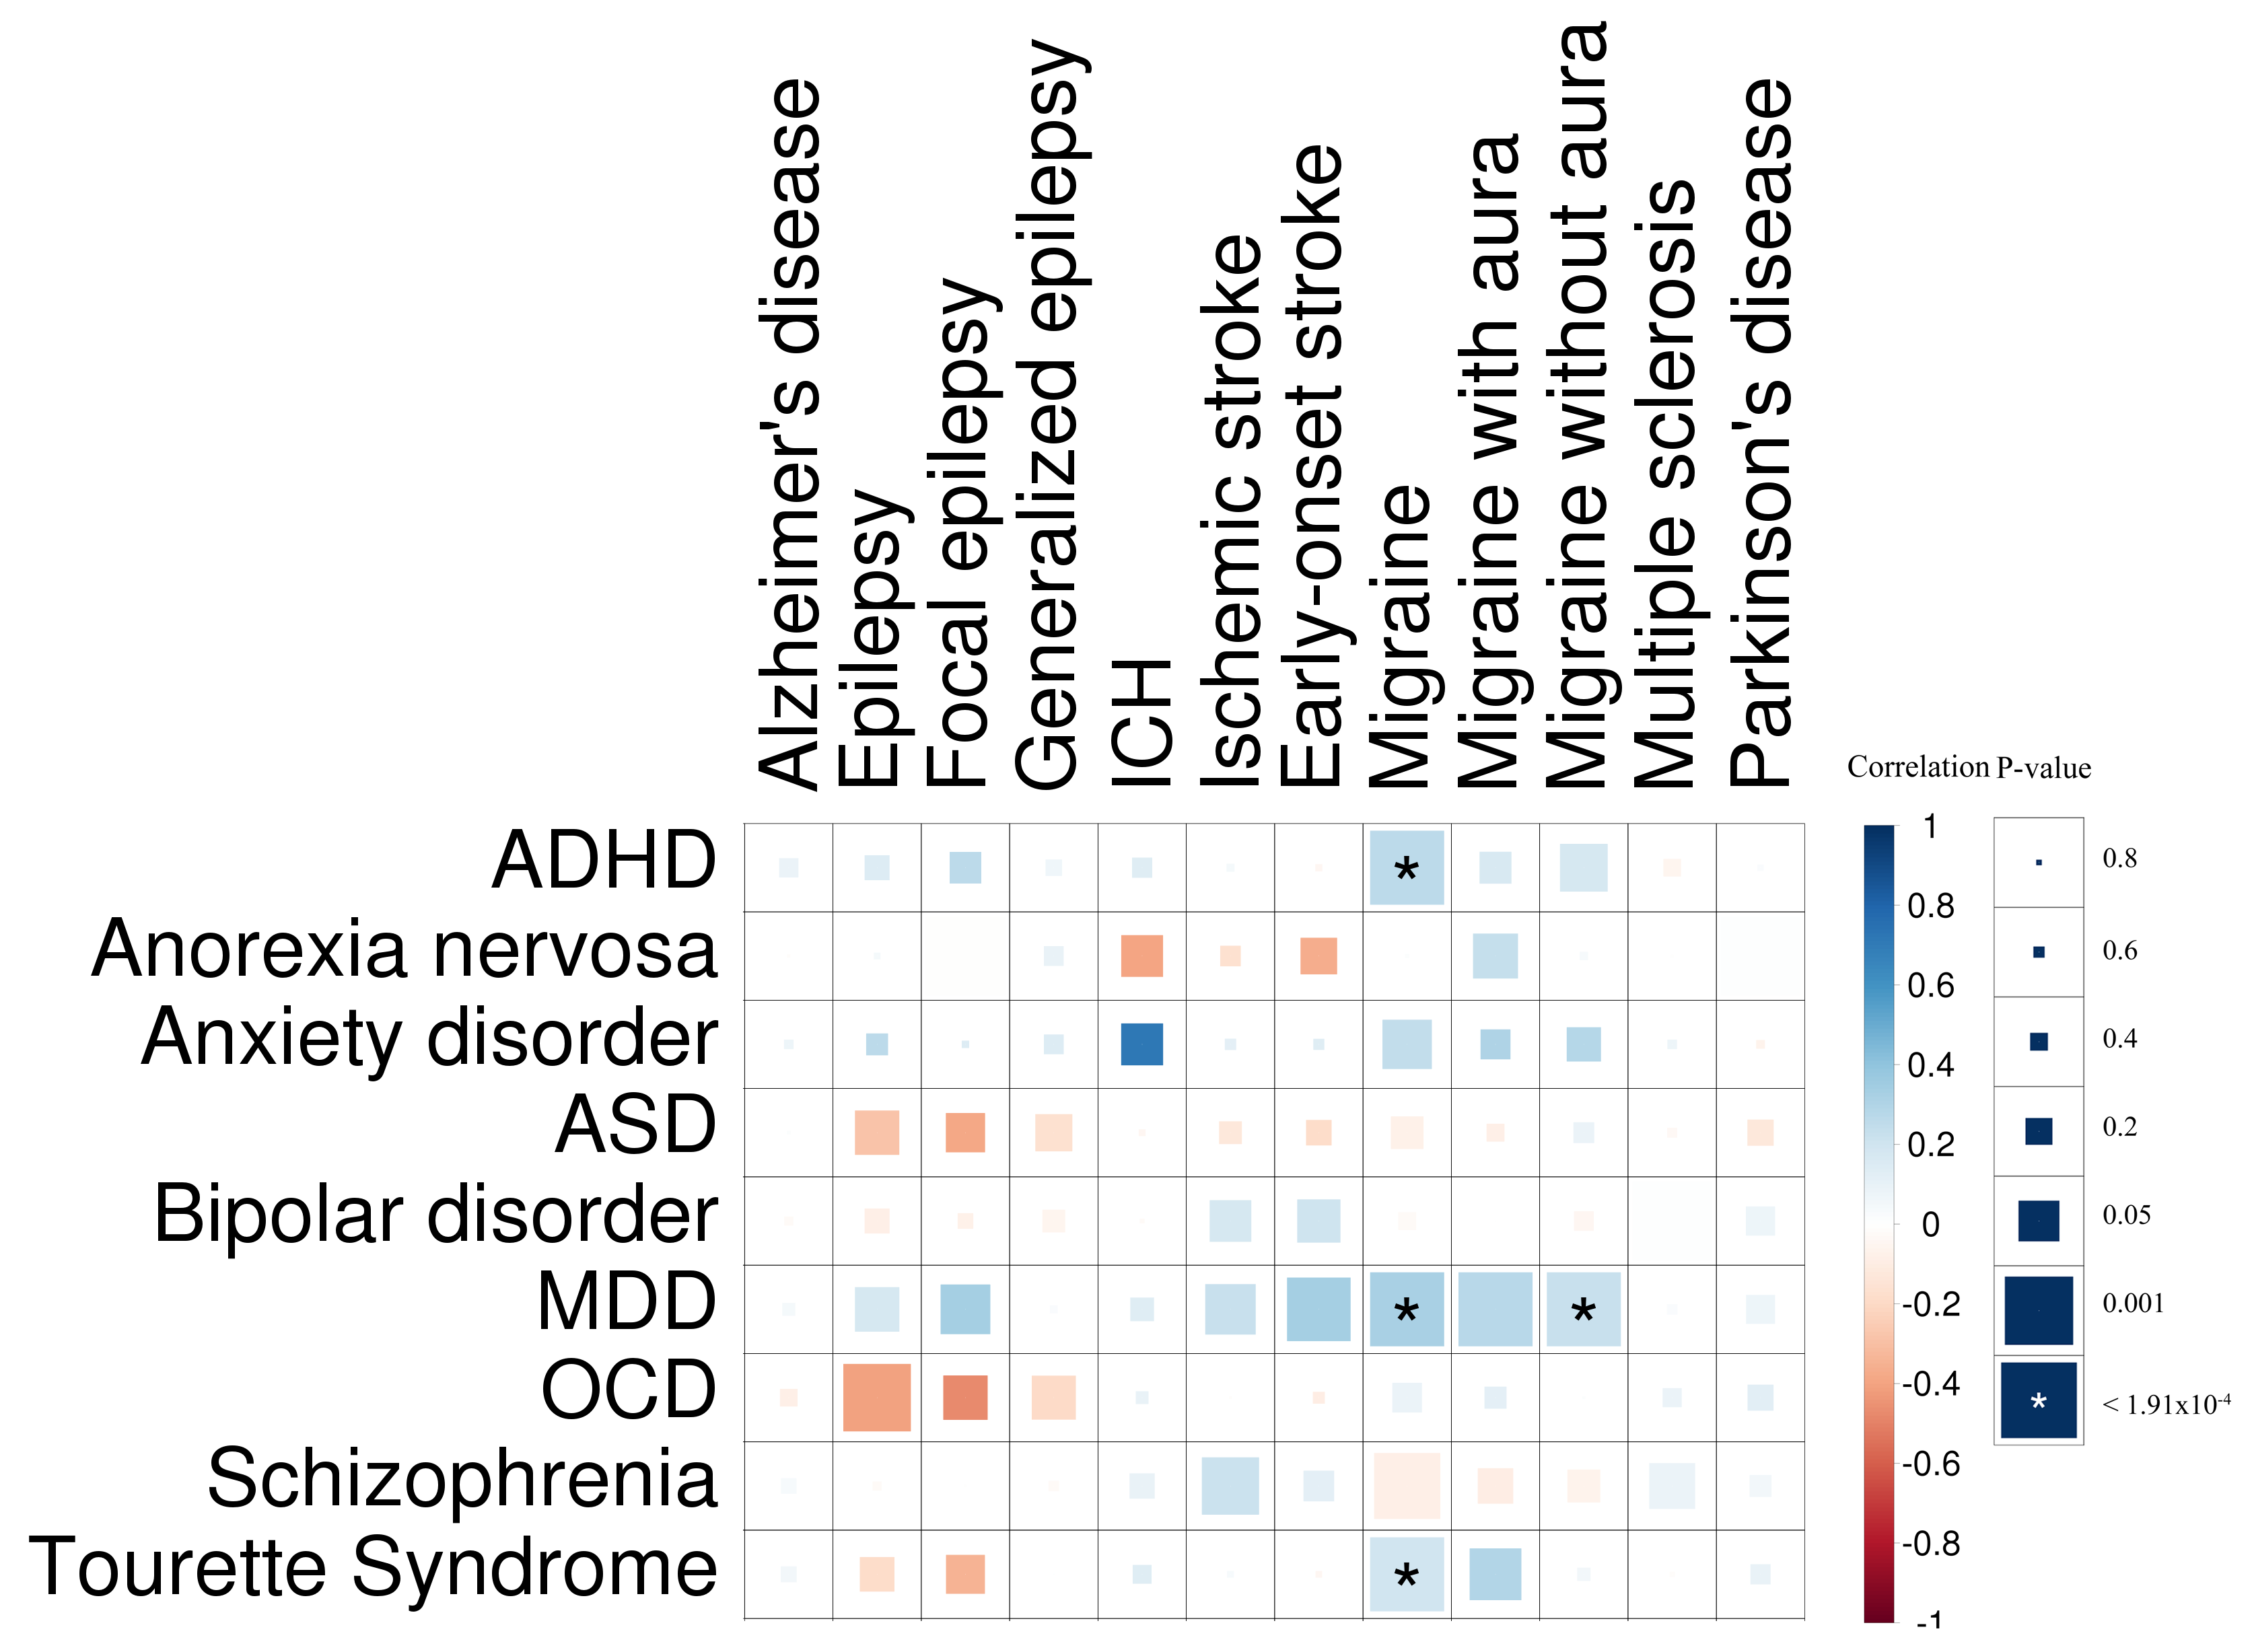 Alzheimer's disease
Epilepsy
Focal epilepsy
Generalized epilepsy
ICH
Ischemic stroke
Early-onset stroke
Migraine
Migraine with aura
Migraine without aura
Multiple sclerosis
Parkinson's disease
Correlation P-value
ADHD
Anorexia nervosa
Anxiety disorder
ASD
Bipolar disorder
MDD
OCD
Schizophrenia
Tourette Syndrome
*
* *
*
1
0.8
0.6
0.4
0.2
0
-0.2
-0.4
-0.6
-0.8
-1
0.8
0.6
0.4
0.2
0.05
0.001
* < 1.91x10⁻⁴